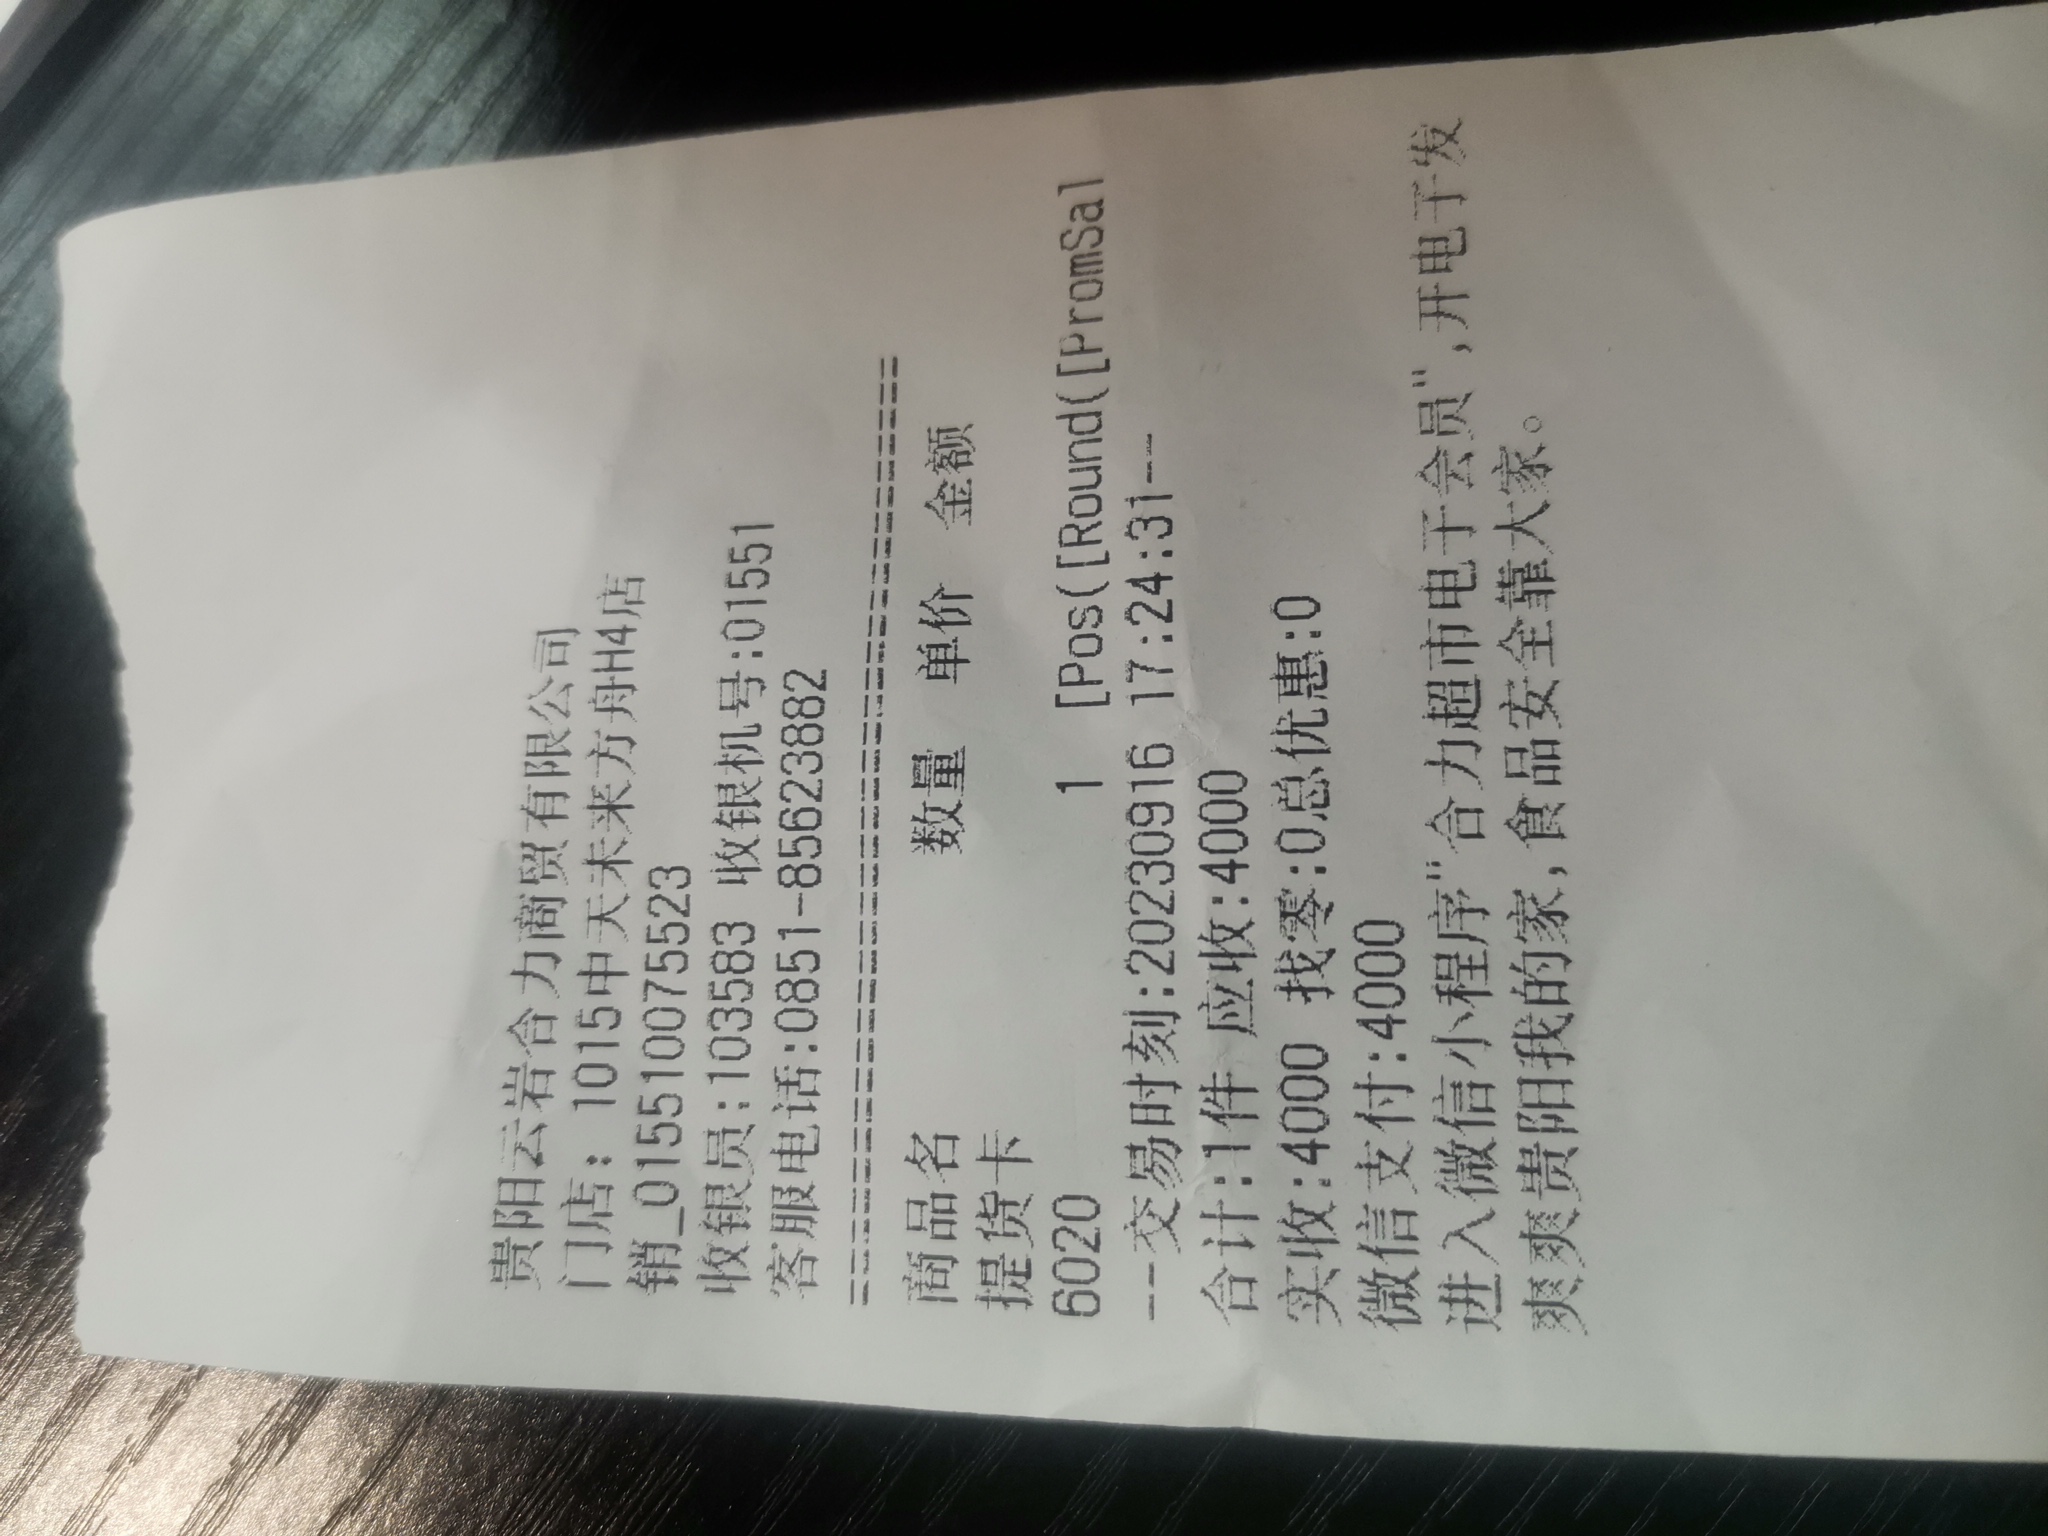 贵阳云岩合力商贸有限公司
门店：1015中天未来方舟H4店
销_0155100755523
收银员:103583 收银机号:01551
客服电话:0851-85623882
========================================
商品名 数量 单价 金额
提货卡
6020 1 [Pos([Round([PromSal
--交易时刻:20230916 17:24:31--
合计:1件 应收:4000
实收:4000 找零:0总优惠:0
微信支付:4000
进入微信小程序"合力超市电子会员",开电子发
爽爽贵阳我的家,食品安全靠大家。